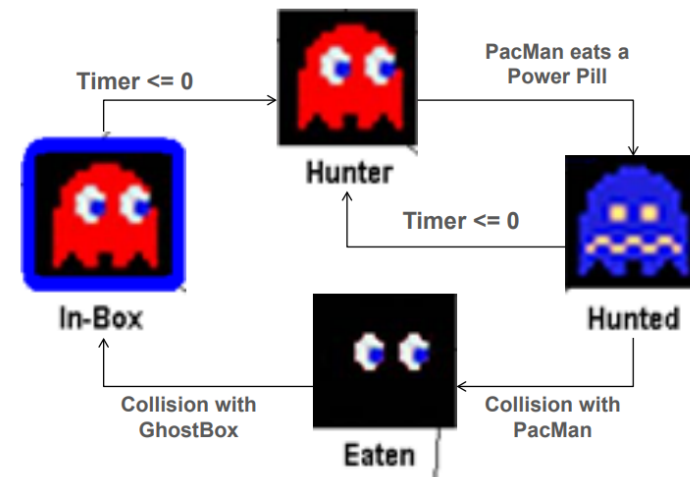 PacMan eats a
Power Pill
Timer <= 0
Hunter
Timer <= 0
In-Box
Hunted
Collision with
GhostBox
Collision with
PacMan
Eaten